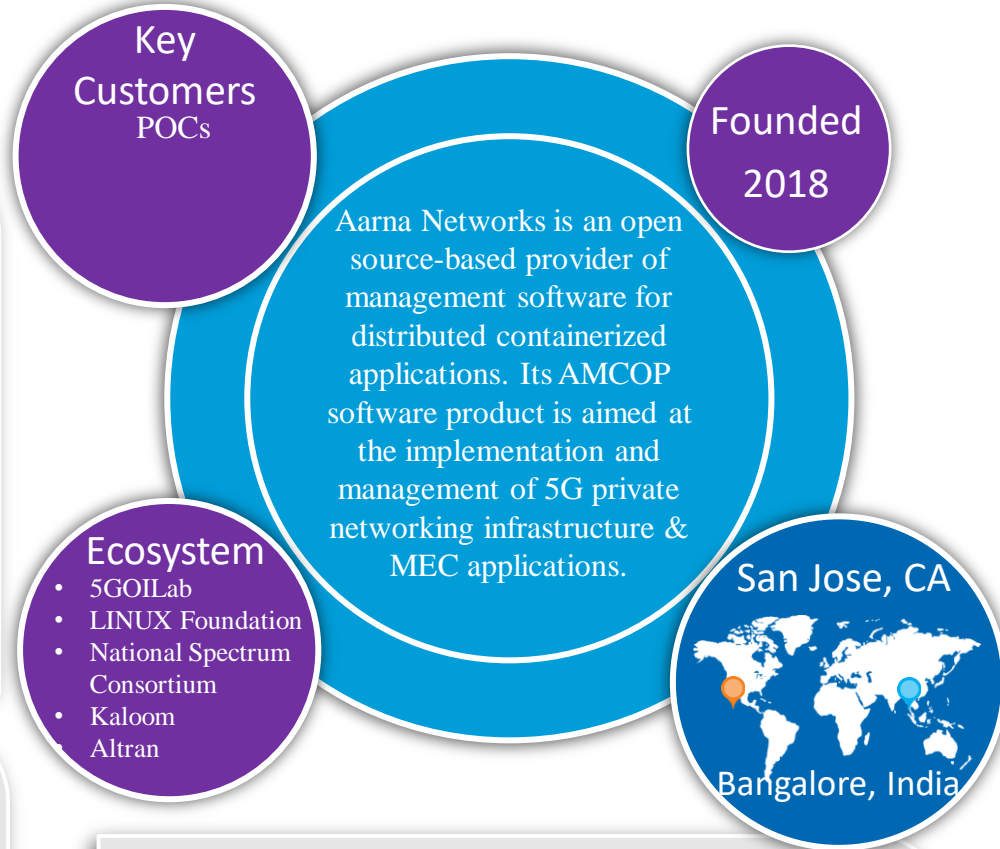 Key
Customers
POCs
Founded
2018
Aarna Networks is an open
source-based provider of
management software for
distributed containerized
applications. Its AMCOP
software product is aimed at
the implementation and
management of 5G private
networking infrastructure &
MEC applications.
Ecosystem
• 5GOILab
• LINUX Foundation
• National Spectrum
Consortium
• Kaloom
• Altran
San Jose, CA
Bangalore, India